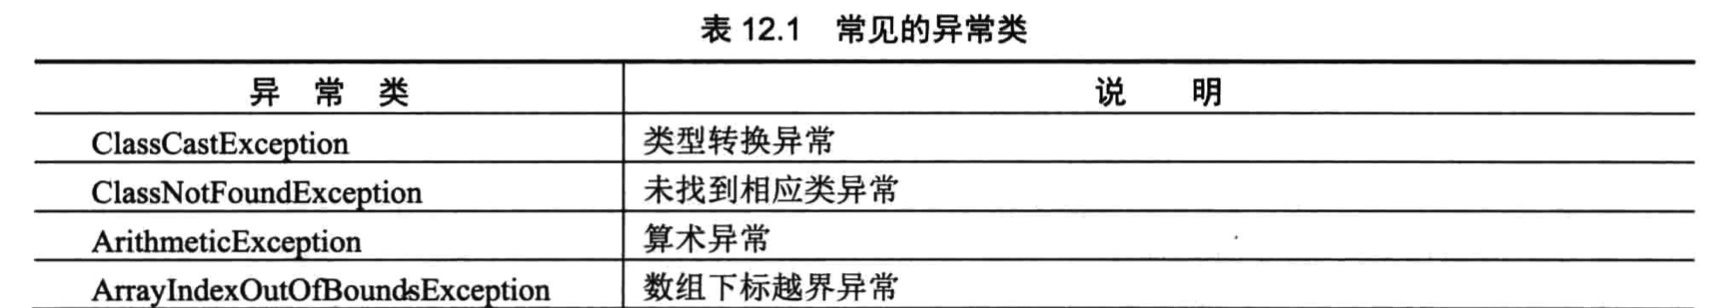 表 12.1 常见的异常类
异 常 类 说 明
ClassCastException 类型转换异常
ClassNotFoundException 未找到相应类异常
ArithmeticException 算术异常
ArrayIndexOutOfBoundsException 数组下标越界异常